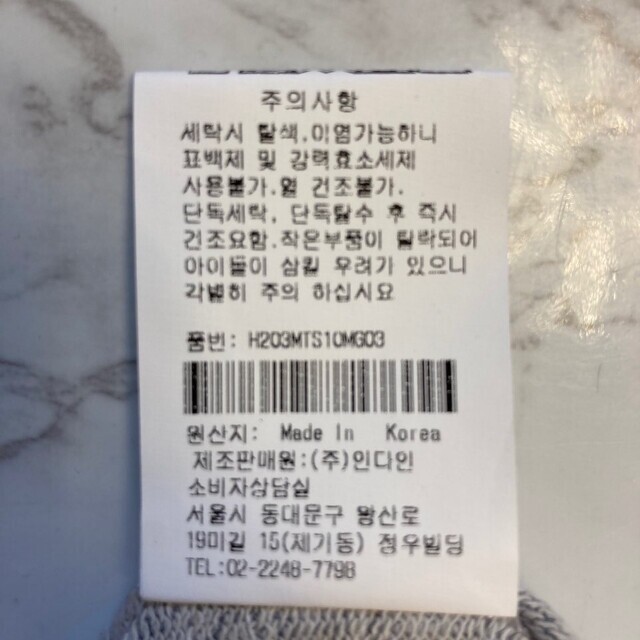 주의사항
세탁시 탈색.이염가능하니
표백제 및 강력효소세제
사용불가.열 건조불가.
단독세탁, 단독탈수 후 즉시
건조요함.작은부품이 탈락되어
아이들이 삼킬 우려가 있으니
각별히 주의 하십시요
품번: H203MTS10MG03
원산지: Made In Korea
제조판매원:(주)인다인
소비자상담실
서울시 동대문구 왕산로
19미길 15(제기동) 정우빌딩
TEL:02-2248-7798